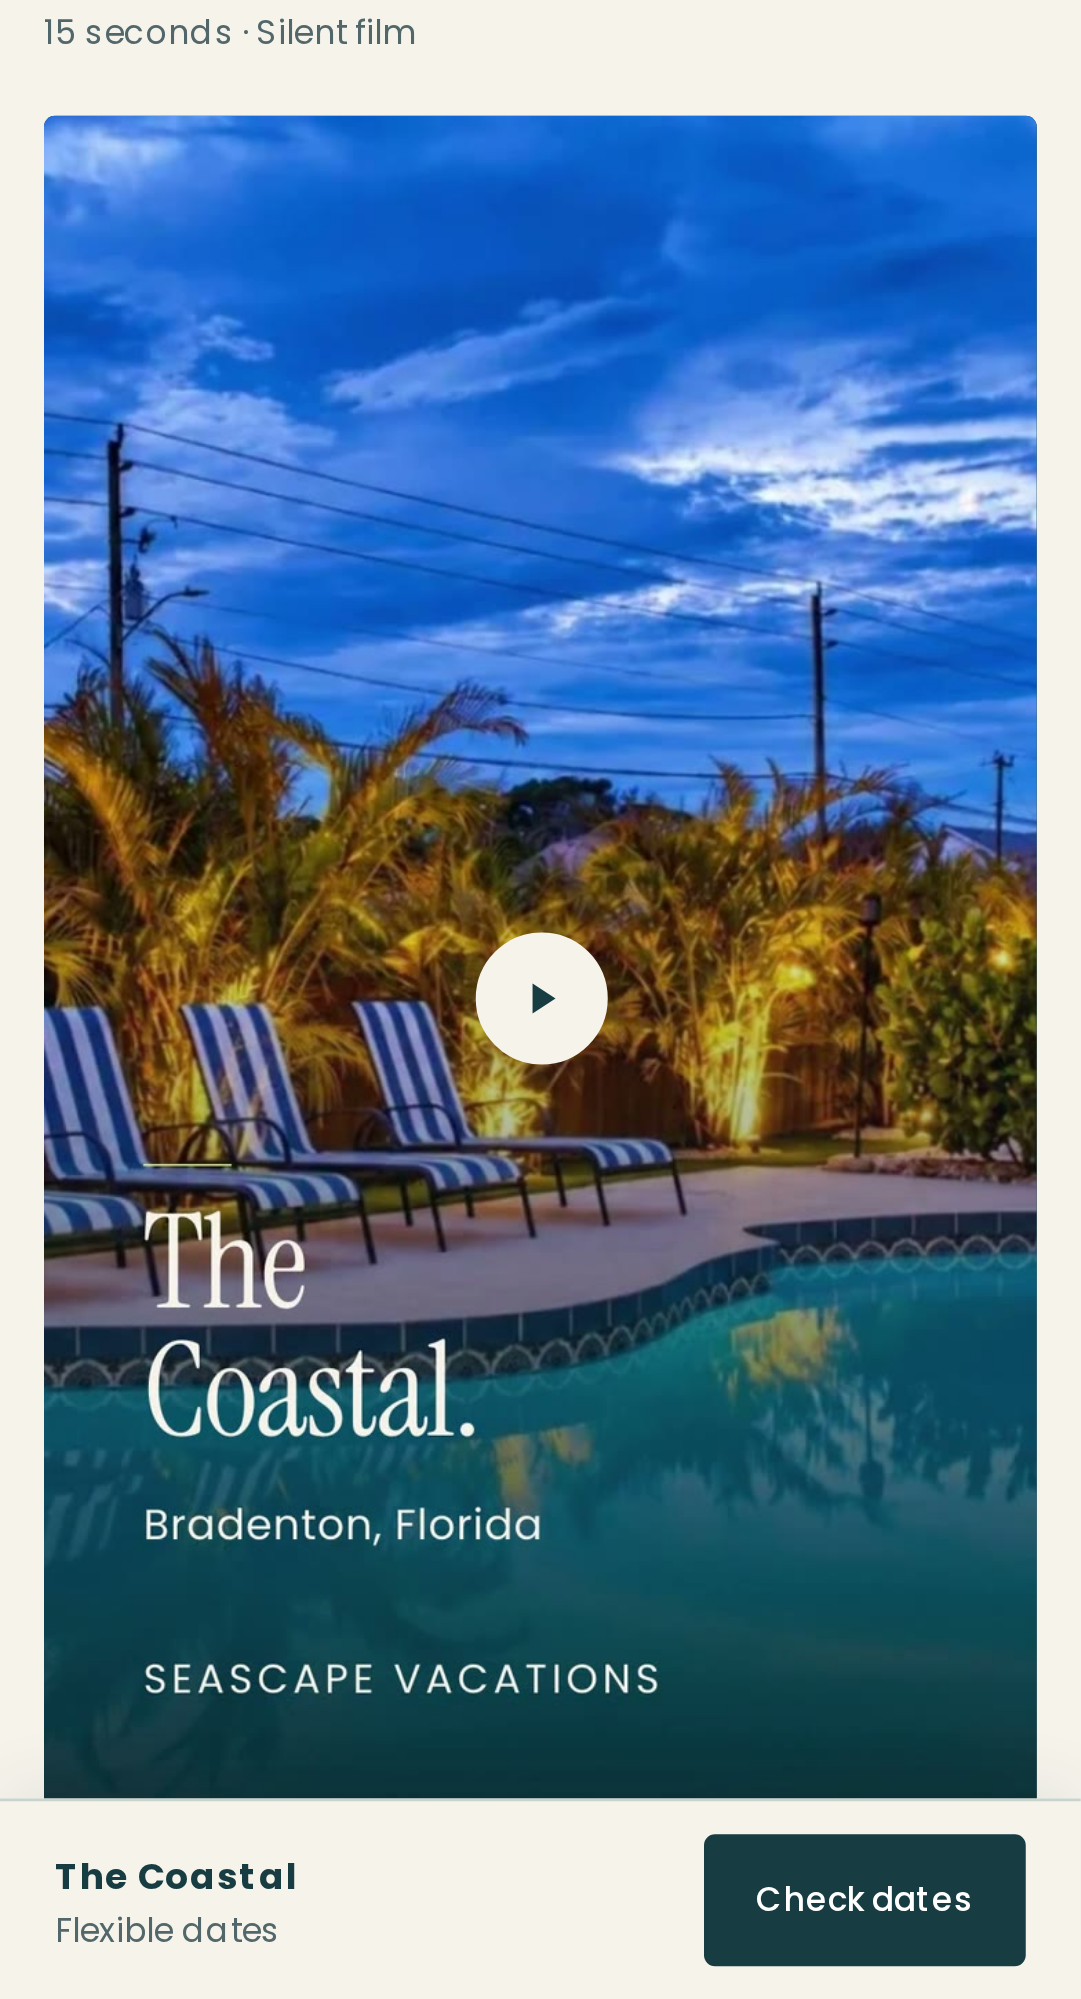 15 seconds · Silent film
The
Coastal.
Bradenton, Florida
SEASCAPE VACATIONS
The Coastal
Flexible dates
Check dates